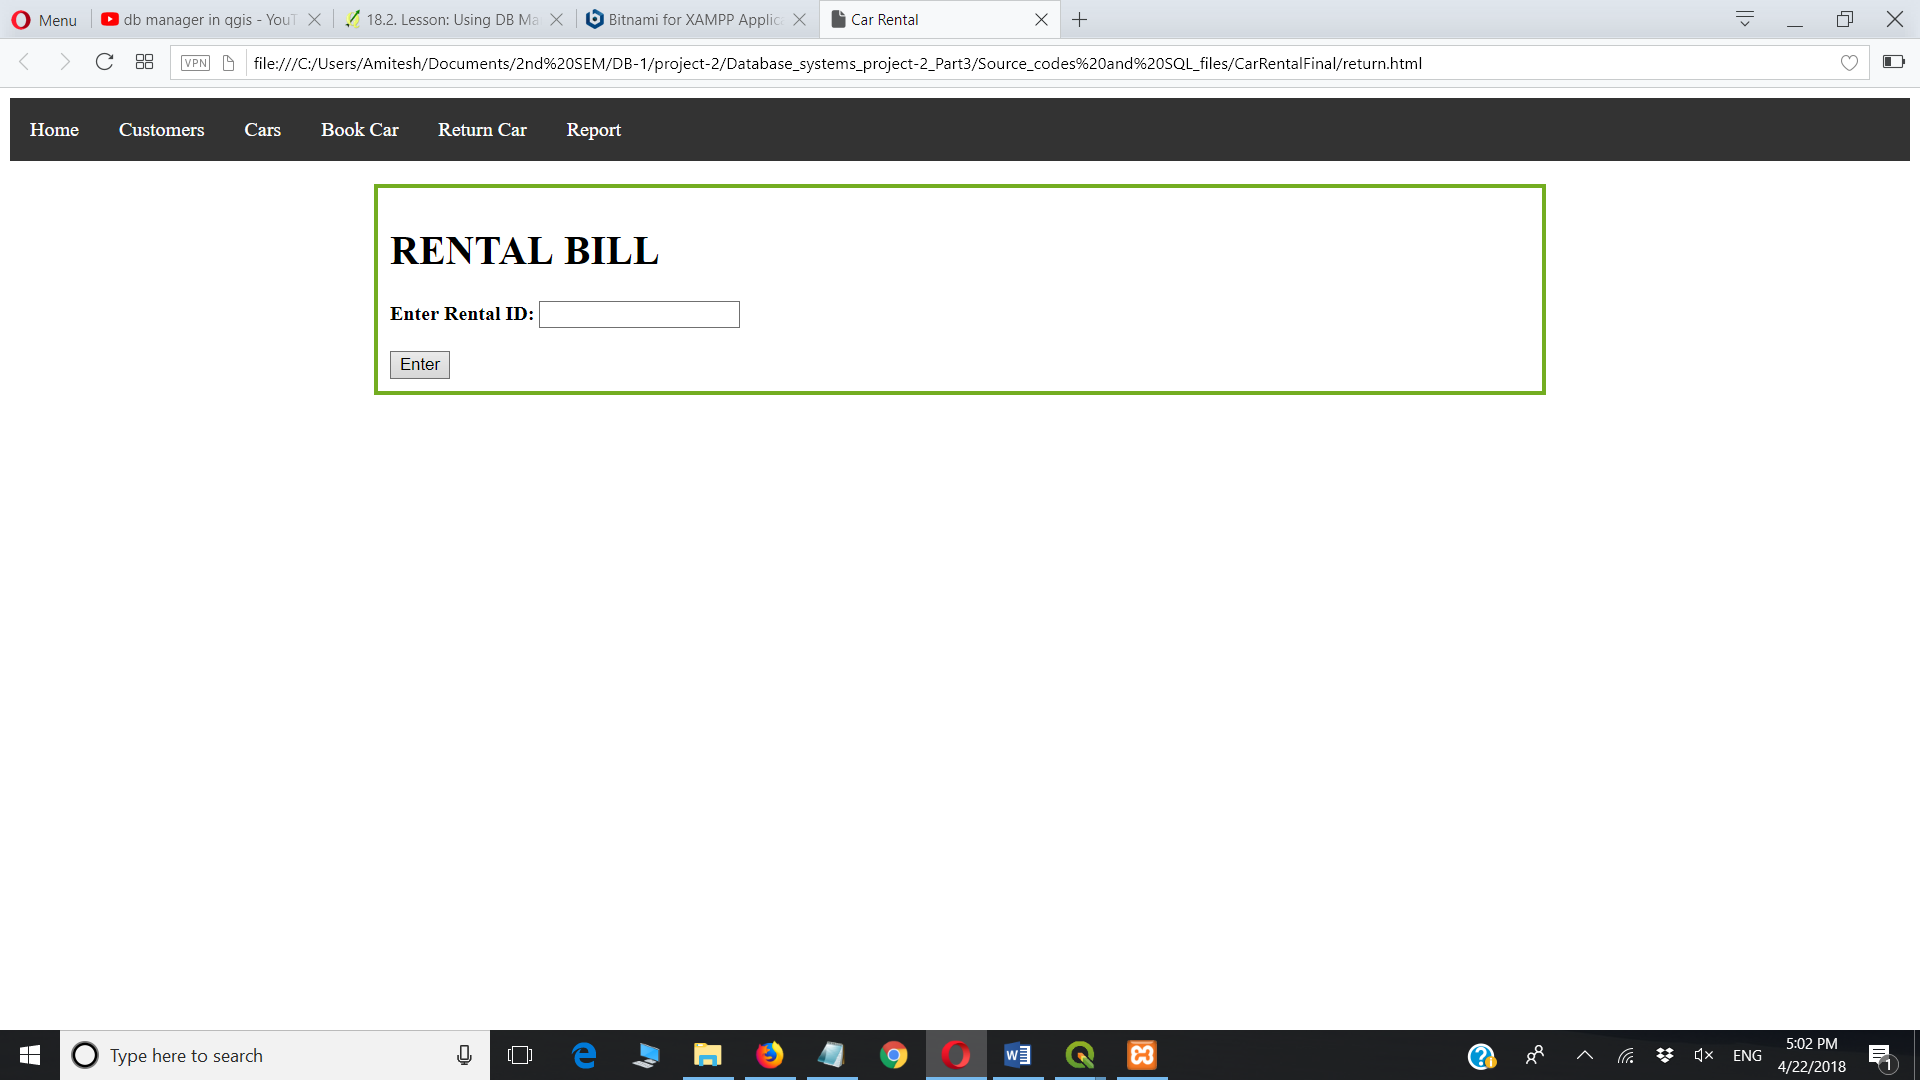 Menu
db manager in qgis - YouT
18.2. Lesson: Using DB Ma
Bitnami for XAMPP Applic
Car Rental
VPN
file:///C:/Users/Amitesh/Documents/2nd%20SEM/DB-1/project-2/Database_systems_project-2_Part3/Source_codes%20and%20SQL_files/CarRentalFinal/return.html
Home Customers Cars Book Car Return Car Report
RENTAL BILL
Enter Rental ID:
Enter
Type here to search
ENG
5:02 PM
4/22/2018
1